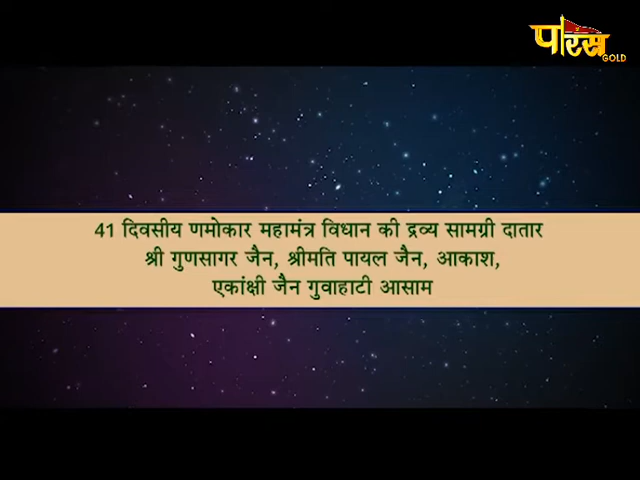 पारस
GOLD
41 दिवसीय णमोकार महामंत्र विधान की द्रव्य सामग्री दातार
श्री गुणसागर जैन, श्रीमति पायल जैन, आकाश,
एकांक्षी जैन गुवाहाटी आसाम